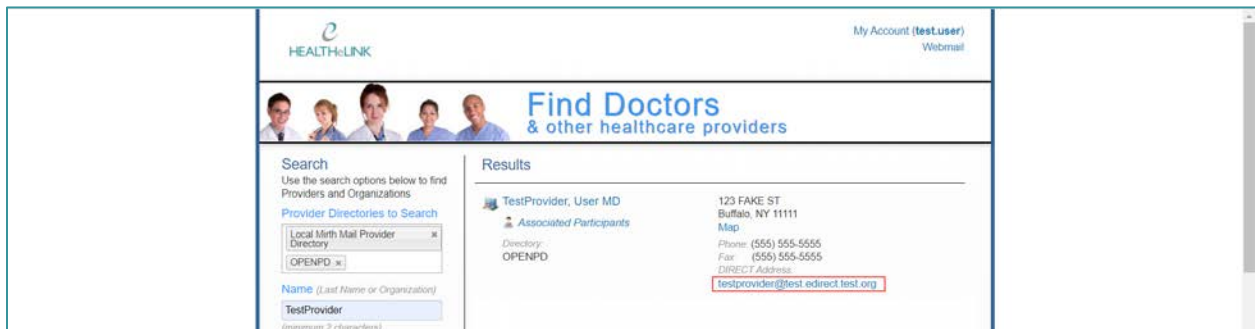 HEALTHeLINK
My Account (test.user)
Webmail
Find Doctors
& other healthcare providers
Search
Use the search options below to find
Providers and Organizations
Provider Directories to Search
Local Mirth Mail Provider
Directory
OPENPD
Name (Last Name or Organization)
TestProvider
(minimum 2 characters)
Results
TestProvider, User MD
Associated Participants
Directory:
OPENPD
123 FAKE ST
Buffalo, NY 11111
Map
Phone: (555) 555-5555
Fax: (555) 555-5555
DIRECT Address:
testprovider@test.edirect.test.org